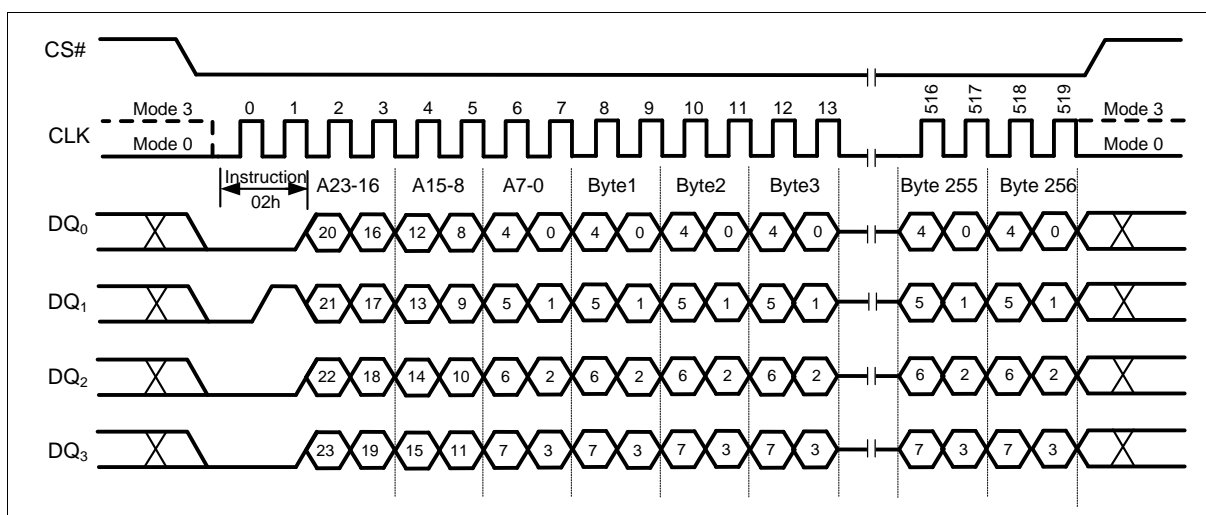 CS#
Mode 3 0 1 2 3 4 5 6 7 8 9 10 11 12 13 516 517 518 519 Mode 3
CLK
Mode 0 Mode 0
Instruction A23-16 A15-8 A7-0 Byte1 Byte2 Byte3 Byte 255 Byte 256
02h
DQ0 20 16 12 8 4 0 4 0 4 0 4 0 4 0 4 0
DQ1 21 17 13 9 5 1 5 1 5 1 5 1 5 1 5 1
DQ2 22 18 14 10 6 2 6 2 6 2 6 2 6 2 6 2
DQ3 23 19 15 11 7 3 7 3 7 3 7 3 7 3 7 3